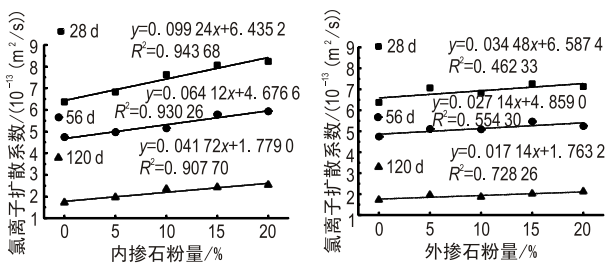 28 d
y=0.099 24x+6.435 2
R²=0.943 68
y=0.064 12x+4.676 6
R²=0.930 26
56 d
y=0.041 72x+1.779 0
R²=0.907 70
120 d
氯离子扩散系数/(10⁻¹³ (m²/s))
9
8
7
6
5
4
3
2
1
0 5 10 15 20
内掺石粉量/%
28 d
y=0.034 48x+6.587 4
R²=0.462 33
y=0.027 14x+4.859 0
56 d
R²=0.554 30
y=0.017 14x+1.763 2
120 d
R²=0.728 26
氯离子扩散系数/(10⁻¹³ (m²/s))
9
8
7
6
5
4
3
2
1
0 5 10 15 20
外掺石粉量/%